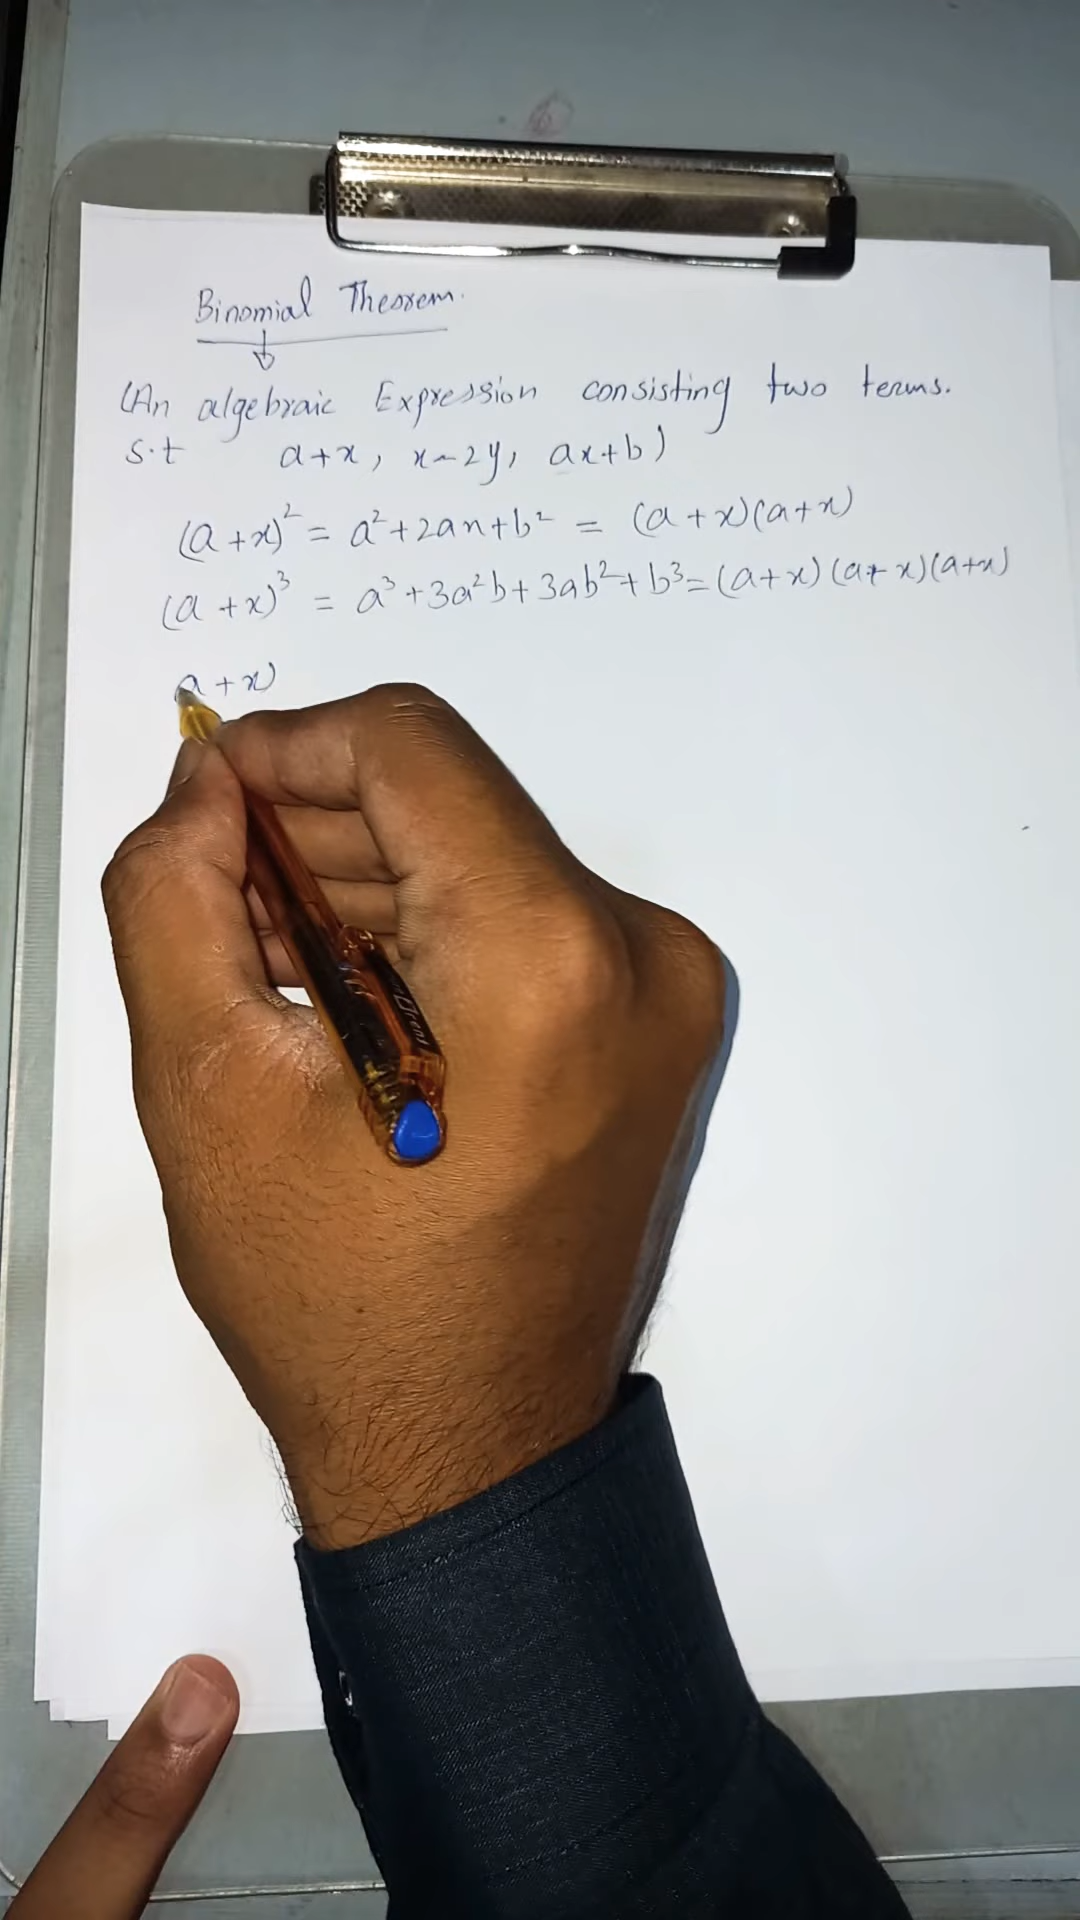 Binomial Theorem.
(An algebraic Expression consisting two terms.
s.t a+x, x-2y, ax+b)
(a+x)² = a²+2ax+b² = (a+x)(a+x)
(a+x)³ = a³+3a²b+3ab²+b³=(a+x)(a+x)(a+x)
a+x)